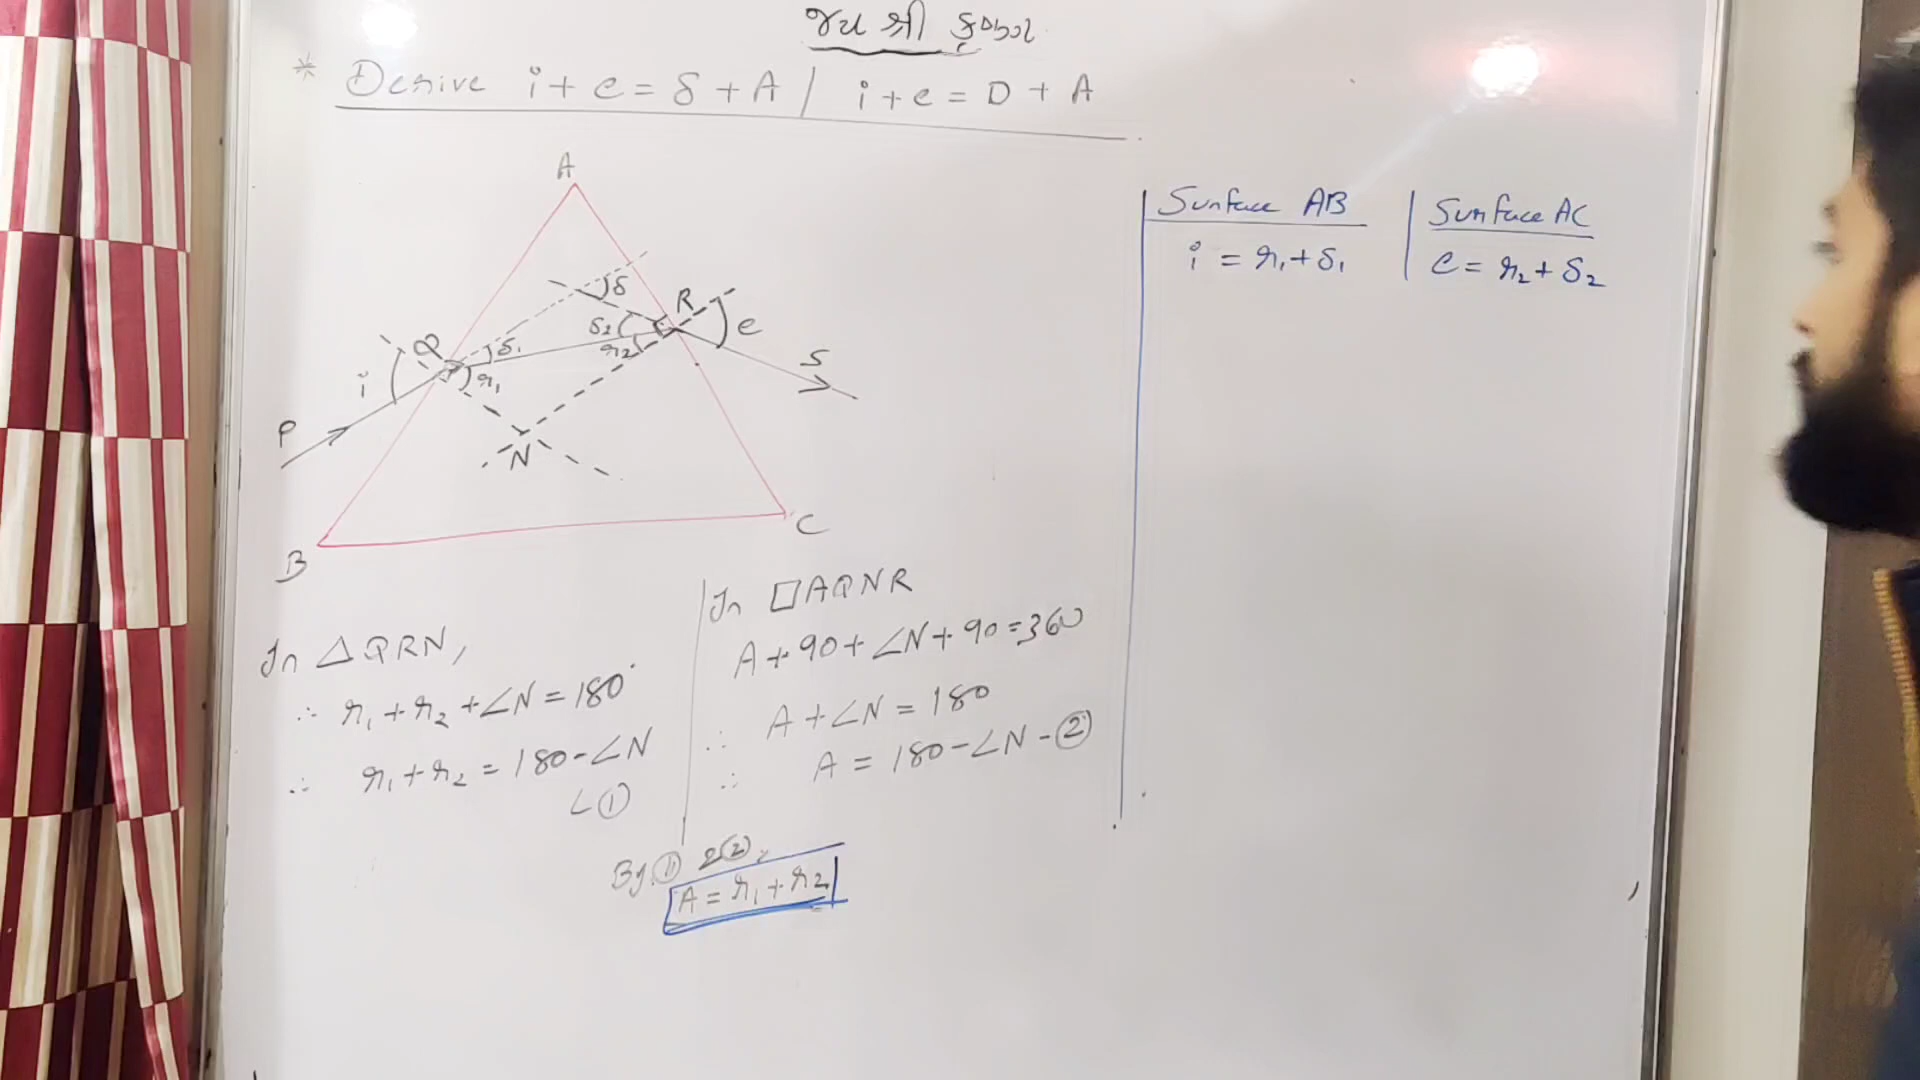 જય શ્રી કૃષ્ણ
* Derive i + e = δ + A / i + e = D + A
A
δ
R
e
δ₂
r₂
Q
δ₁
r₁
i
S
P
N
B
C
Surface AB
i = r₁ + δ₁
Surface AC
e = r₂ + δ₂
In △QRN,
∴ r₁ + r₂ + ∠N = 180°
∴ r₁ + r₂ = 180 - ∠N
∠①
In □AQNR
A + 90 + ∠N + 90 = 360
∴ A + ∠N = 180
∴ A = 180 - ∠N - ②
By ① & ②,
A = r₁ + r₂